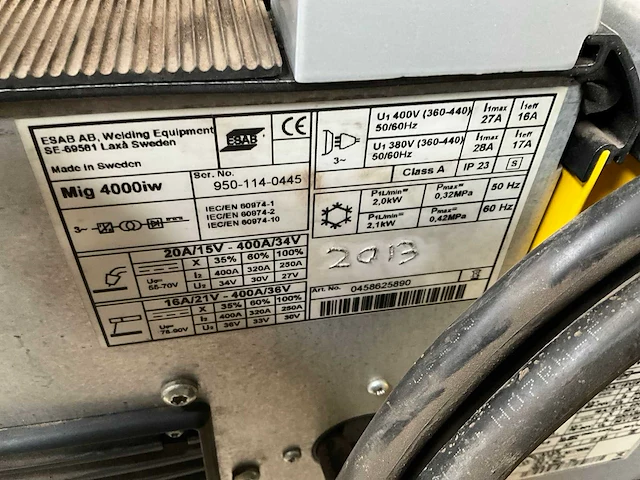 ESAB AB, Welding Equipment
SE-69581 Laxå Sweden
Made in Sweden
ESAB
CE
Mig 4000iw
Ser. No.
950-114-0445
3~
IEC/EN 60974-1
IEC/EN 60974-2
IEC/EN 60974-10
20A/15V - 400A/34V
X 35% 60% 100%
I2 400A 320A 250A
U2 34V 30V 27V
U0= 55-70V
16A/21V - 400A/36V
X 35% 60% 100%
I2 400A 320A 250A
U2 36V 33V 30V
3~
U1 400V (360-440)
50/60Hz
I1max 27A
I1eff 16A
U1 380V (360-440)
50/60Hz
I1max 28A
I1eff 17A
Class A
IP 23
S
P1L/min= 2,0kW
Pmax= 0,32MPa
50 Hz
P1L/min= 2,1kW
Pmax= 0,42MPa
60 Hz
2013
Art. No. 0458625890